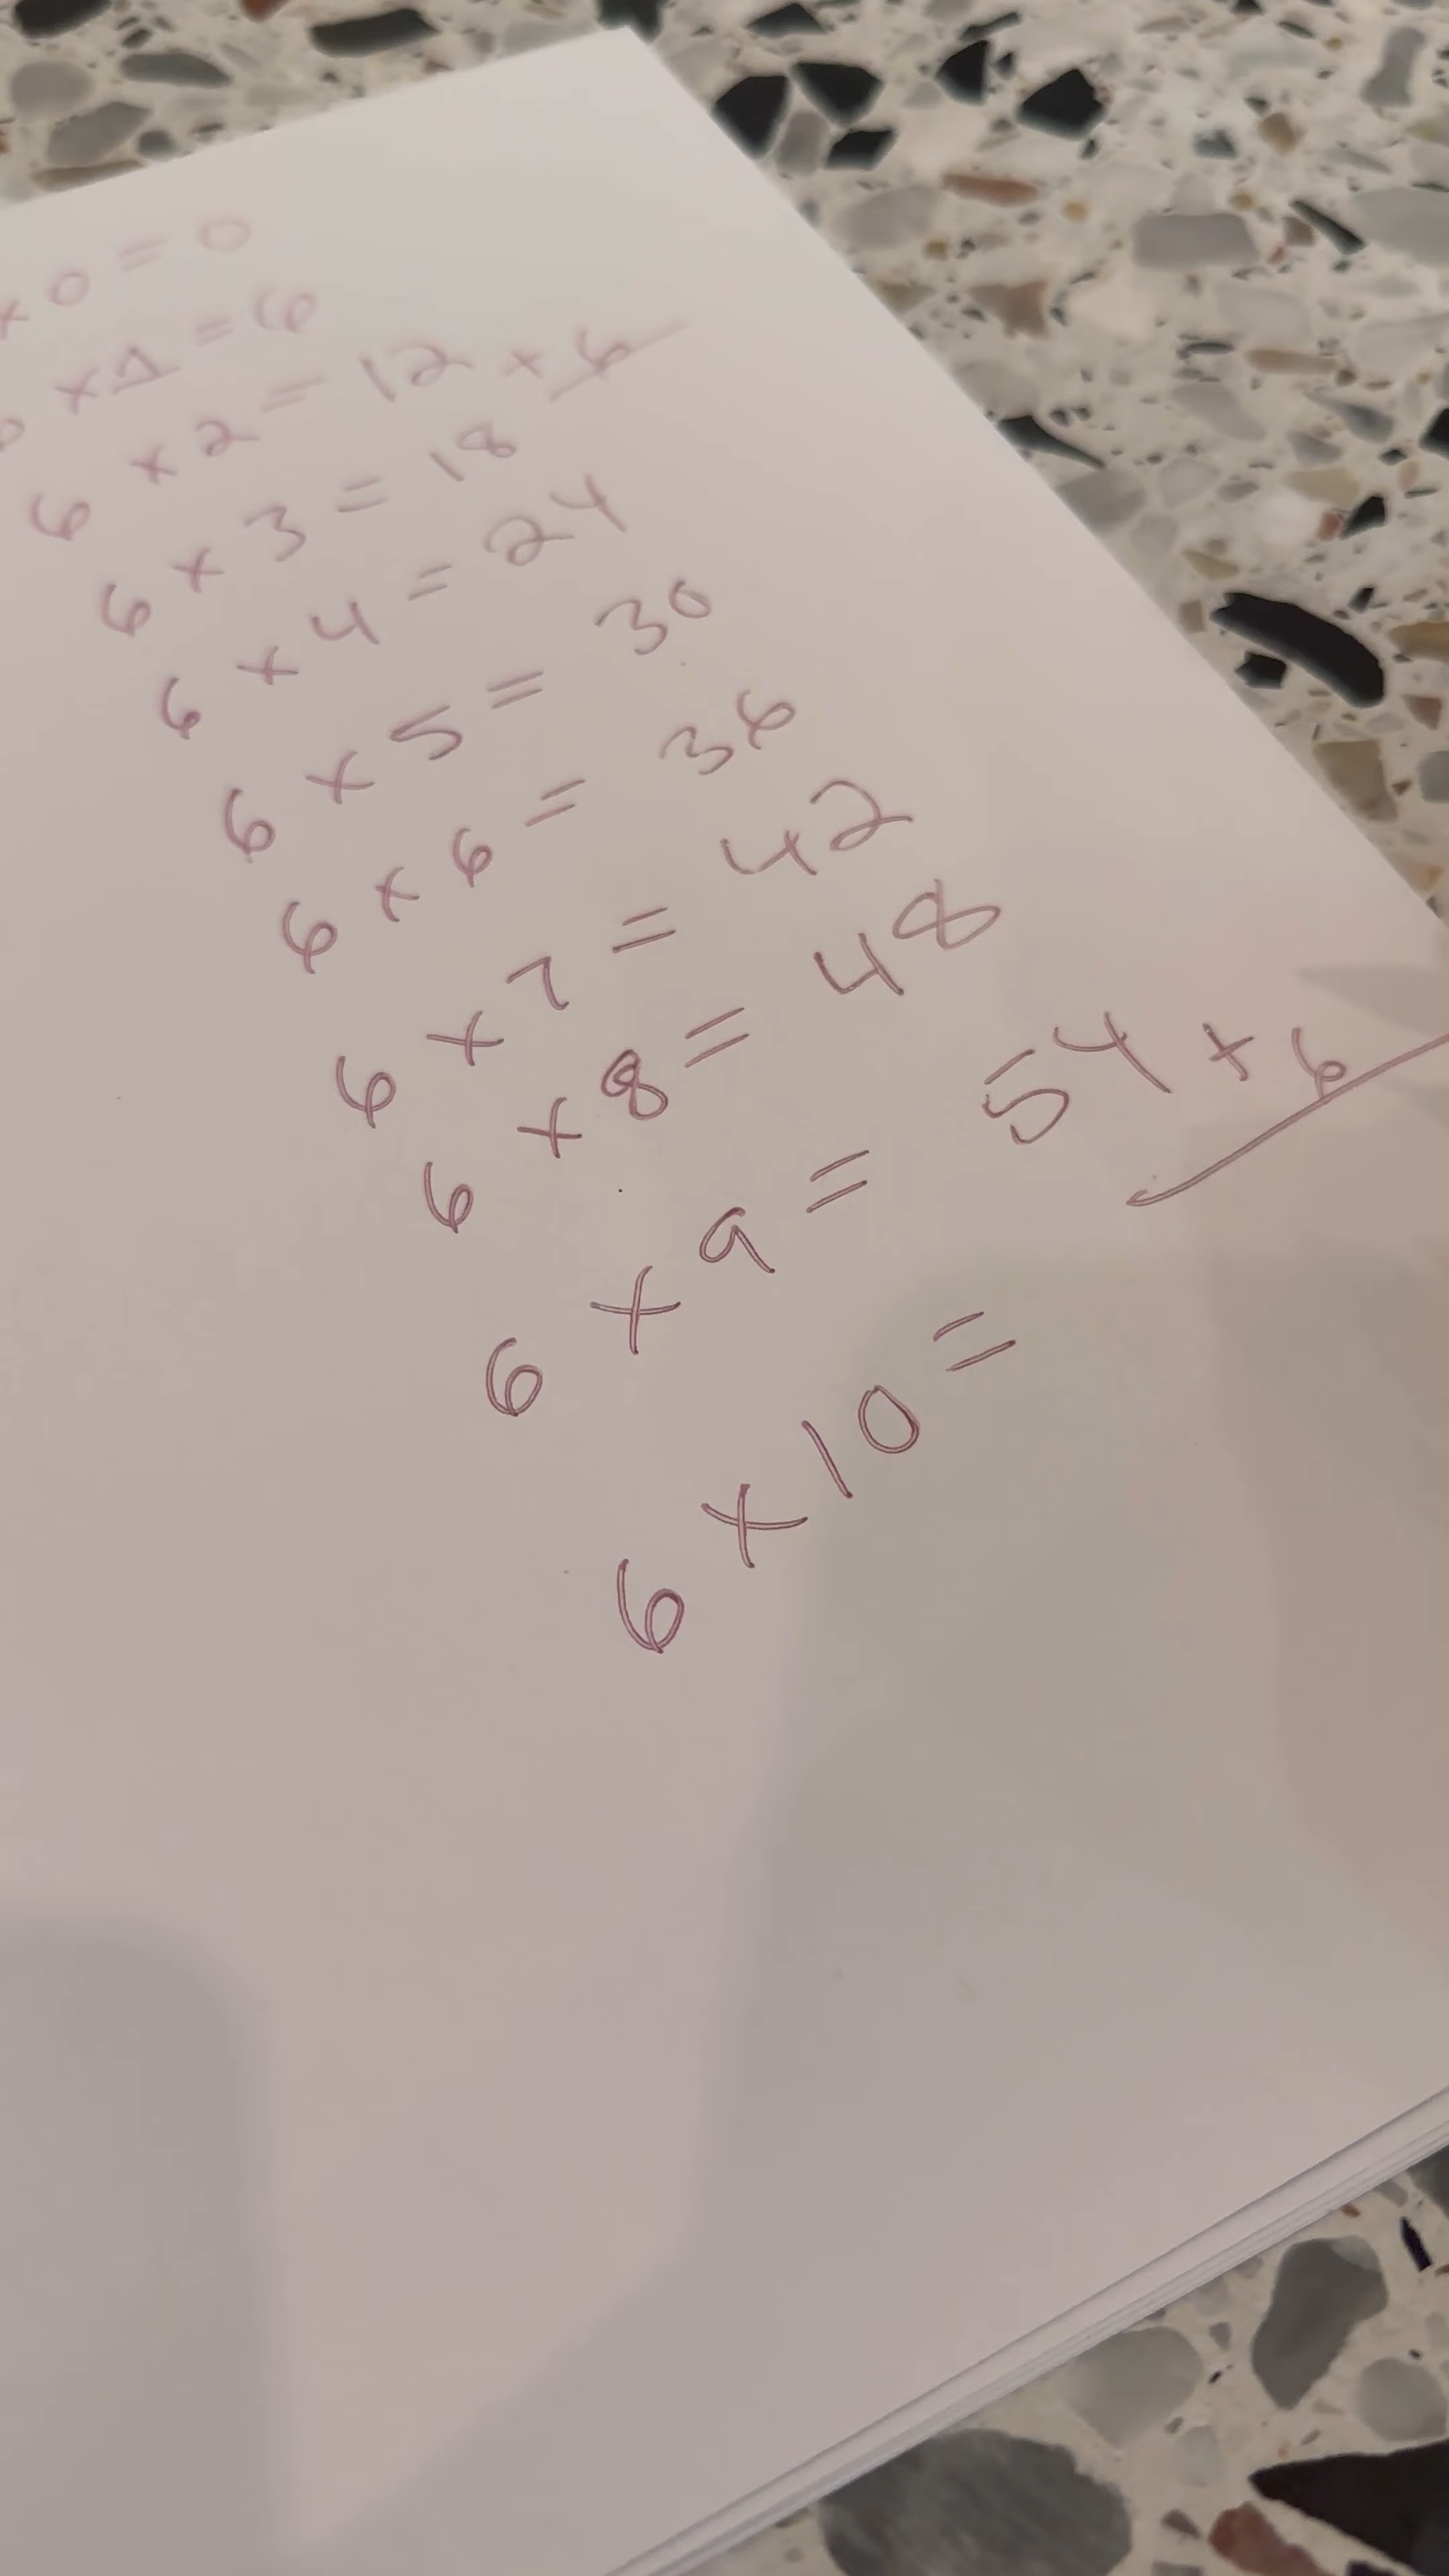 x 0 = 0
x 1 = 6
6 x 2 = 12 + 6
6 x 3 = 18
6 x 4 = 24
6 x 5 = 30
6 x 6 = 36
6 x 7 = 42
6 x 8 = 48
6 x 9 = 54 + 6
6 x 10 =